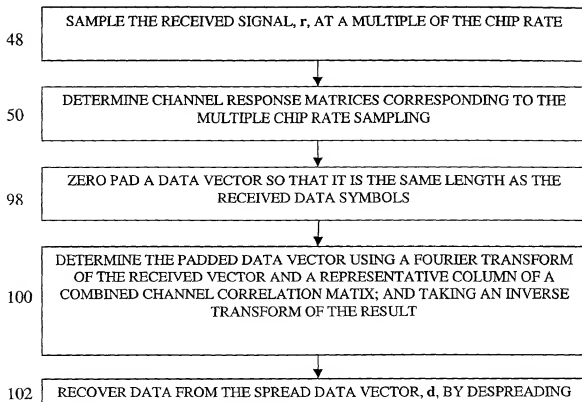 48 SAMPLE THE RECEIVED SIGNAL, r, AT A MULTIPLE OF THE CHIP RATE
50 DETERMINE CHANNEL RESPONSE MATRICES CORRESPONDING TO THE
MULTIPLE CHIP RATE SAMPLING
98 ZERO PAD A DATA VECTOR SO THAT IT IS THE SAME LENGTH AS THE
RECEIVED DATA SYMBOLS
DETERMINE THE PADDED DATA VECTOR USING A FOURIER TRANSFORM
OF THE RECEIVED VECTOR AND A REPRESENTATIVE COLUMN OF A
100 COMBINED CHANNEL CORRELATION MATIX; AND TAKING AN INVERSE
TRANSFORM OF THE RESULT
102 RECOVER DATA FROM THE SPREAD DATA VECTOR, d, BY DESPREADING